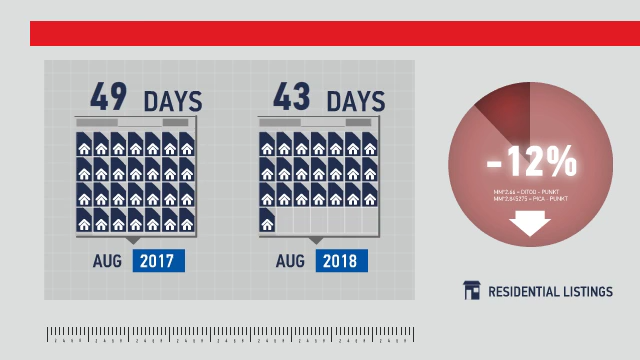 49 DAYS
43 DAYS
AUG 2017
AUG 2018
-12%
RESIDENTIAL LISTINGS